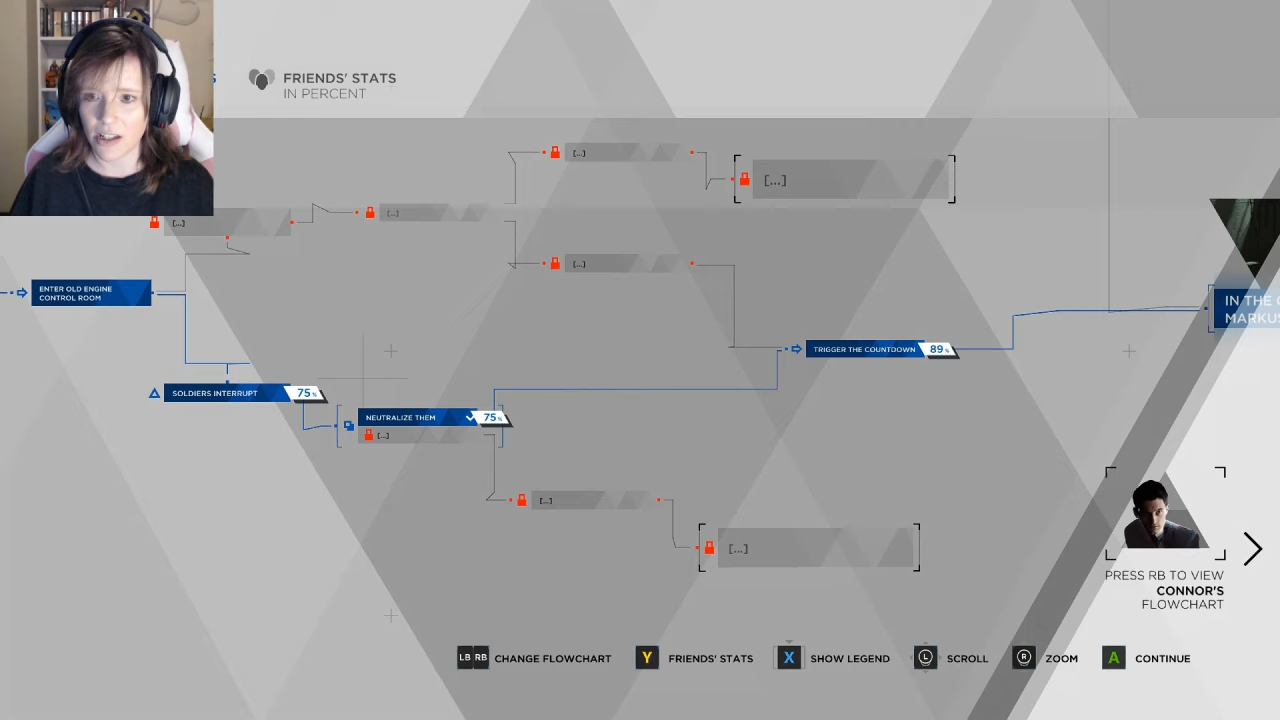 FRIENDS' STATS
IN PERCENT
[...]
[...]
[...]
[...]
[...]
ENTER OLD ENGINE
CONTROL ROOM
IN THE
MARKUS
TRIGGER THE COUNTDOWN 89%
SOLDIERS INTERRUPT 75%
NEUTRALIZE THEM 75%
[...]
[...]
[...]
PRESS RB TO VIEW
CONNOR'S
FLOWCHART
LB RB CHANGE FLOWCHART Y FRIENDS' STATS X SHOW LEGEND L SCROLL R ZOOM A CONTINUE